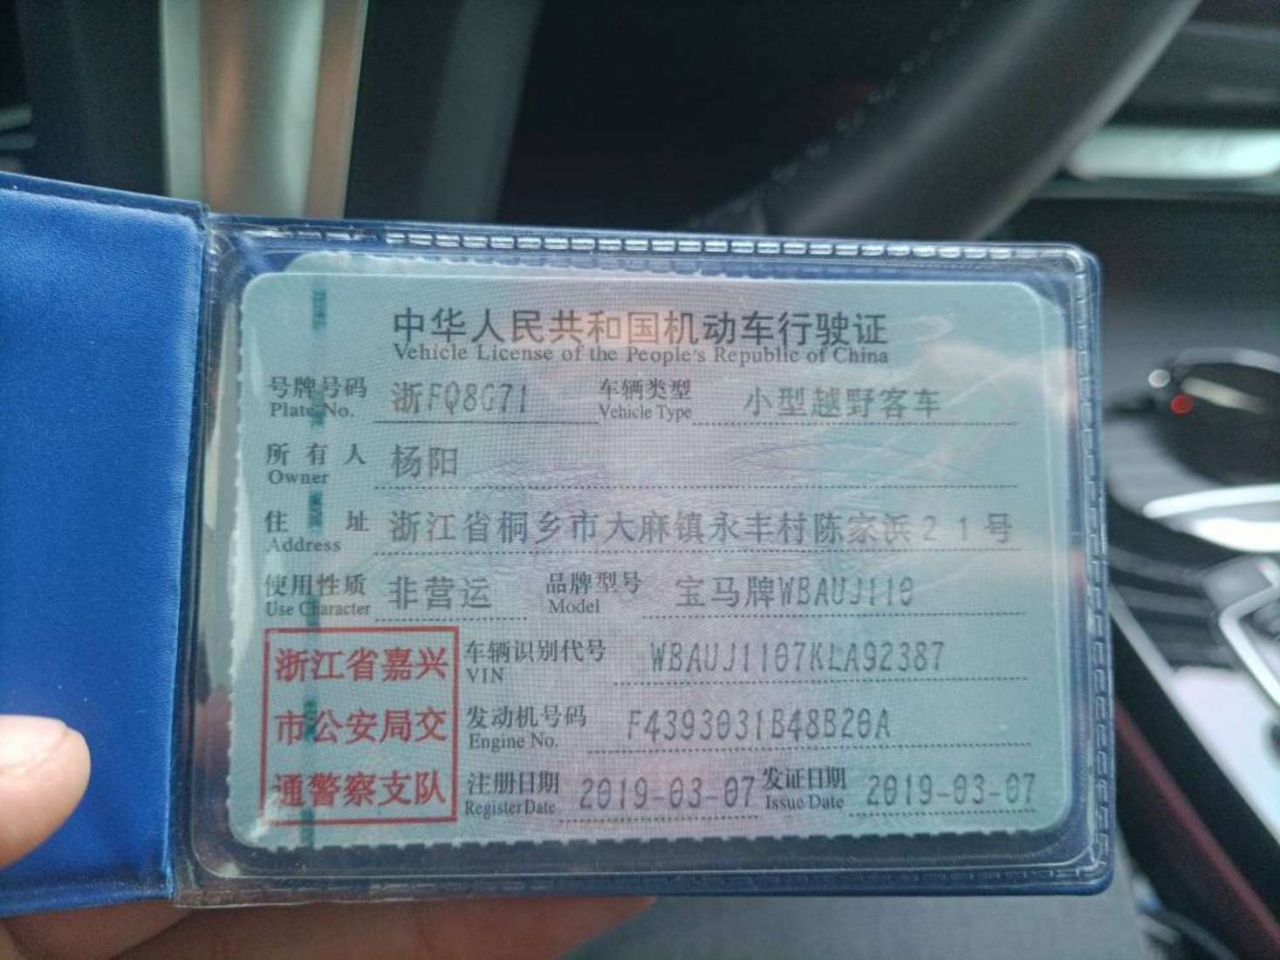 中华人民共和国机动车行驶证
Vehicle License of the People's Republic of China
号牌号码 浙FQ8G71 车辆类型 小型越野客车
Plate No. Vehicle Type
所有人 杨阳
Owner
住址 浙江省桐乡市大麻镇永丰村陈家浜21号
Address
使用性质 非营运 品牌型号 宝马牌WBAUJ110
Use Character Model
浙江省嘉兴
市公安局交
通警察支队
车辆识别代号 WBAUJ1107KLA92387
VIN
发动机号码 F4393031B48B20A
Engine No.
注册日期 2019-03-07 发证日期 2019-03-07
Register Date Issue Date